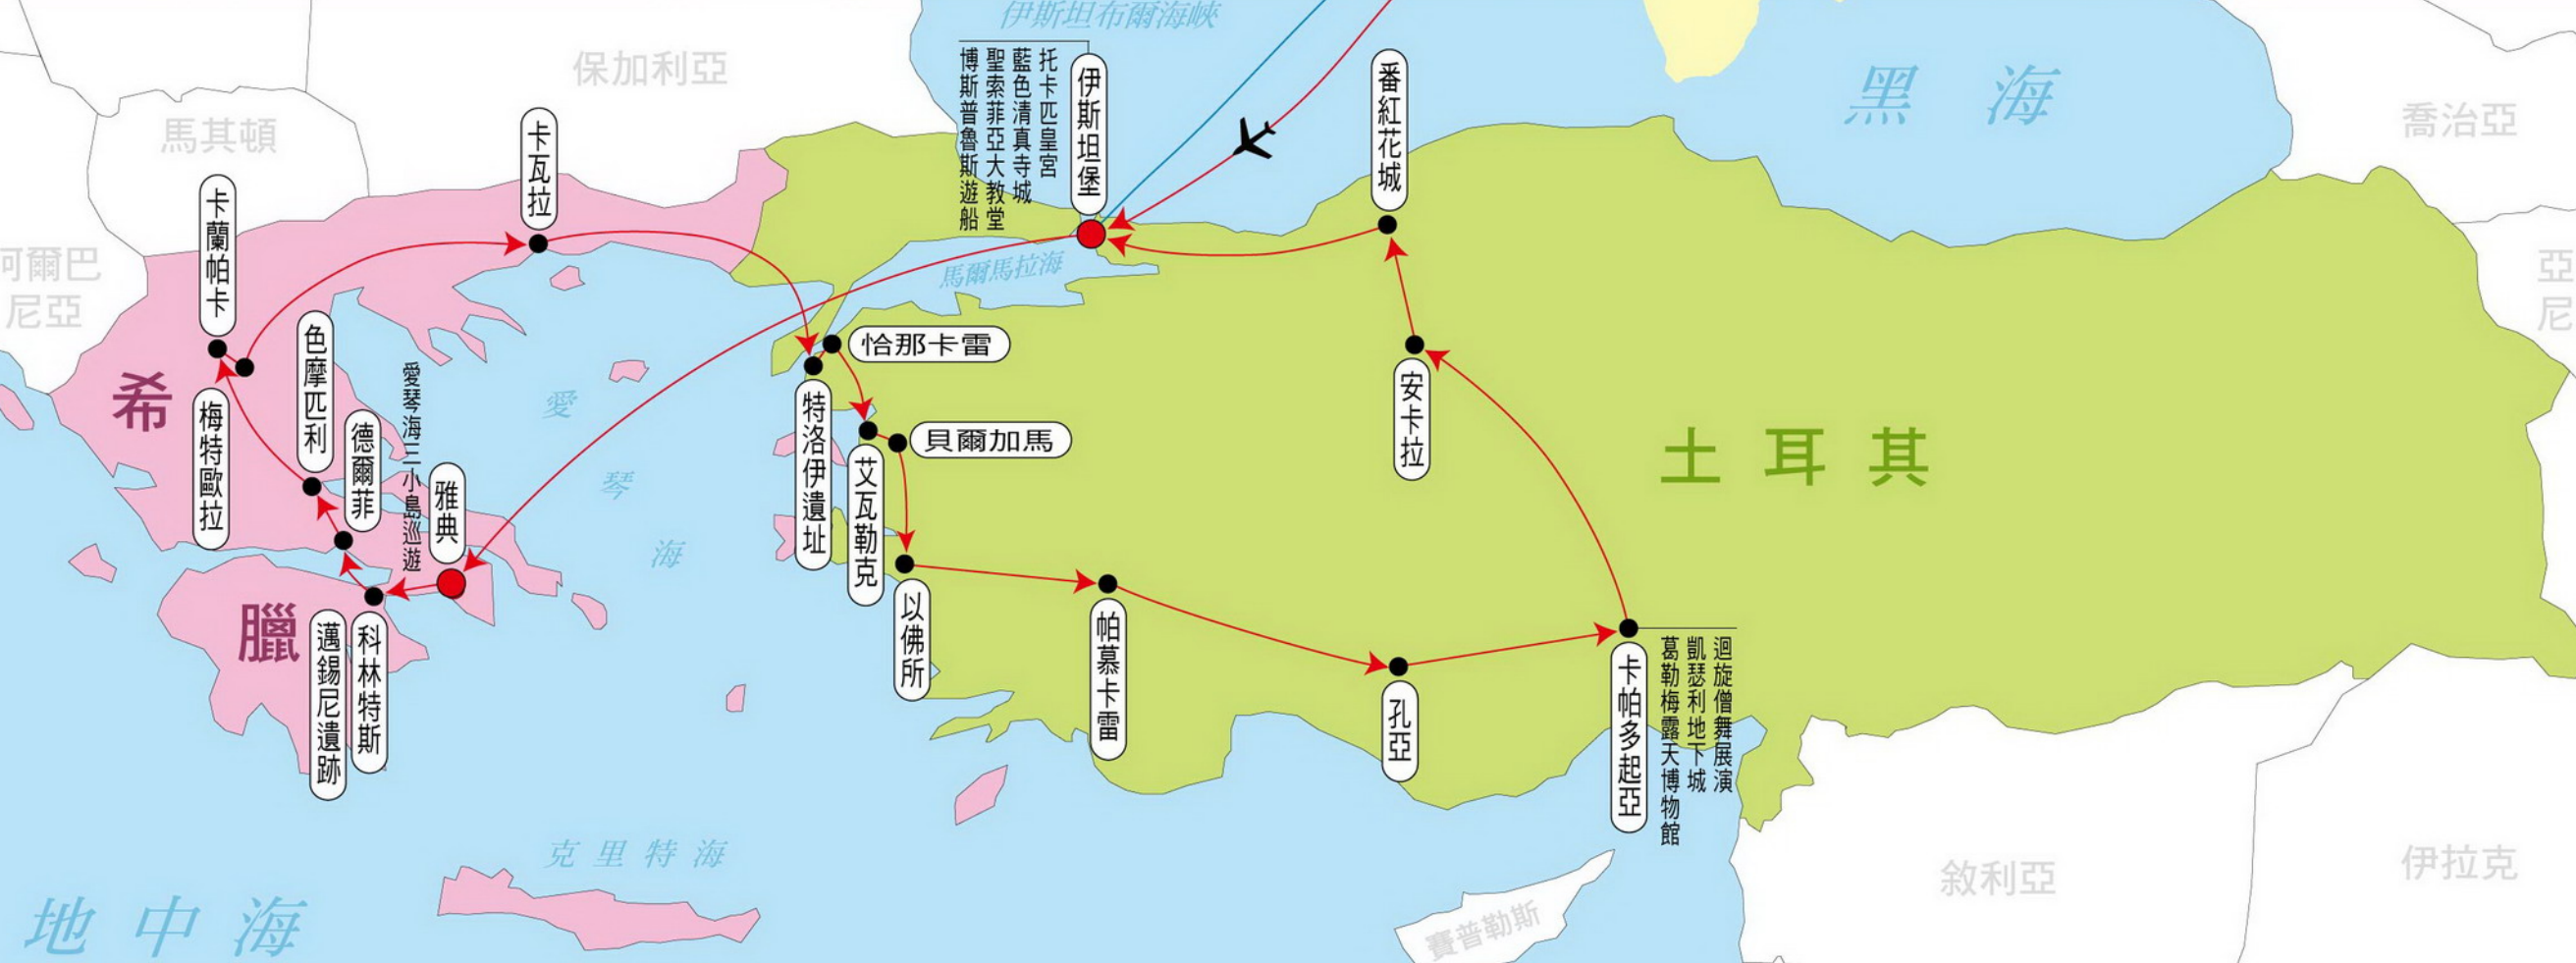 伊斯坦布爾海峽
保加利亞
馬其頓
阿爾巴
尼亞
黑海
喬治亞
亞
尼
伊斯坦堡
托卡匹皇宮
藍色清真寺城
聖索菲亞大教堂
博斯普魯斯遊船
番紅花城
卡瓦拉
卡蘭帕卡
梅特歐拉
色摩匹利
德爾菲
愛琴海三小島巡遊
雅典
科林特斯
邁錫尼遺跡
希臘
馬爾馬拉海
愛琴海
恰那卡雷
特洛伊遺址
貝爾加馬
艾瓦勒克
以佛所
帕慕卡雷
孔亞
卡帕多起亞
迴旋僧舞展演
凱瑟利地下城
葛勒梅露天博物館
安卡拉
土耳其
克里特海
地中海
賽普勒斯
敘利亞
伊拉克